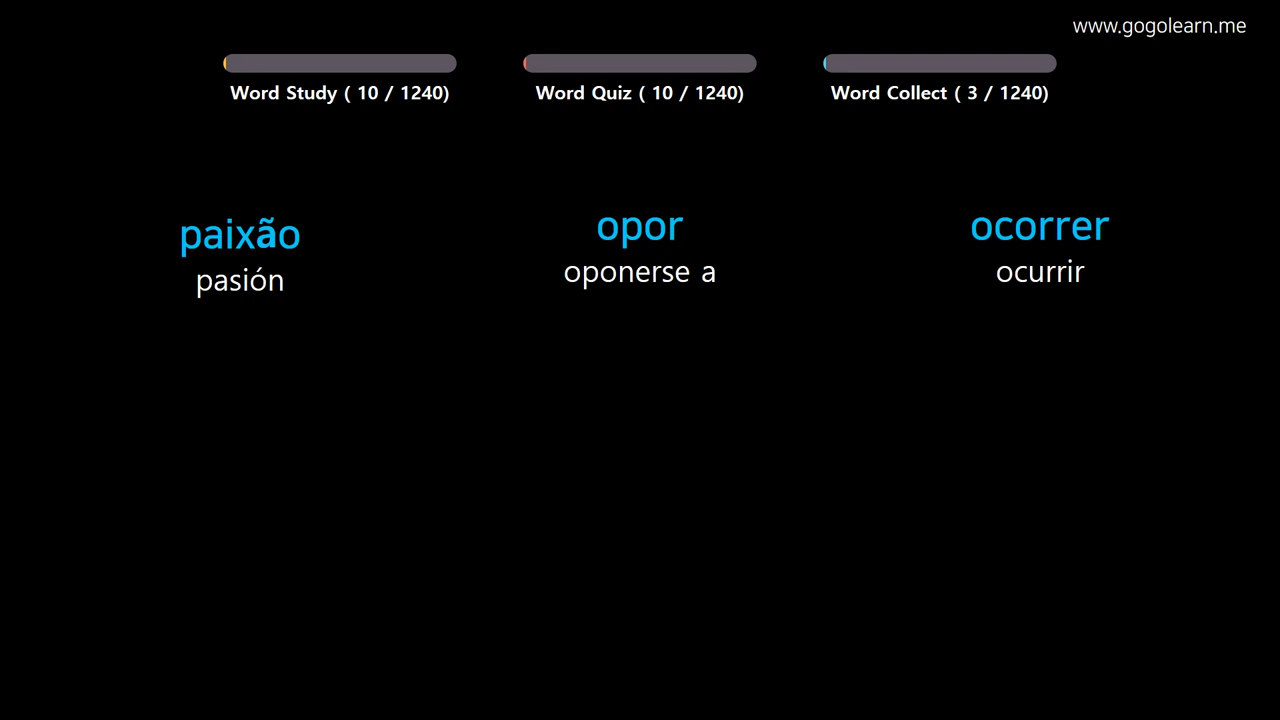 www.gogolearn.me
Word Study ( 10 / 1240)
Word Quiz ( 10 / 1240)
Word Collect ( 3 / 1240)
paixão
pasión
opor
oponerse a
ocorrer
ocurrir